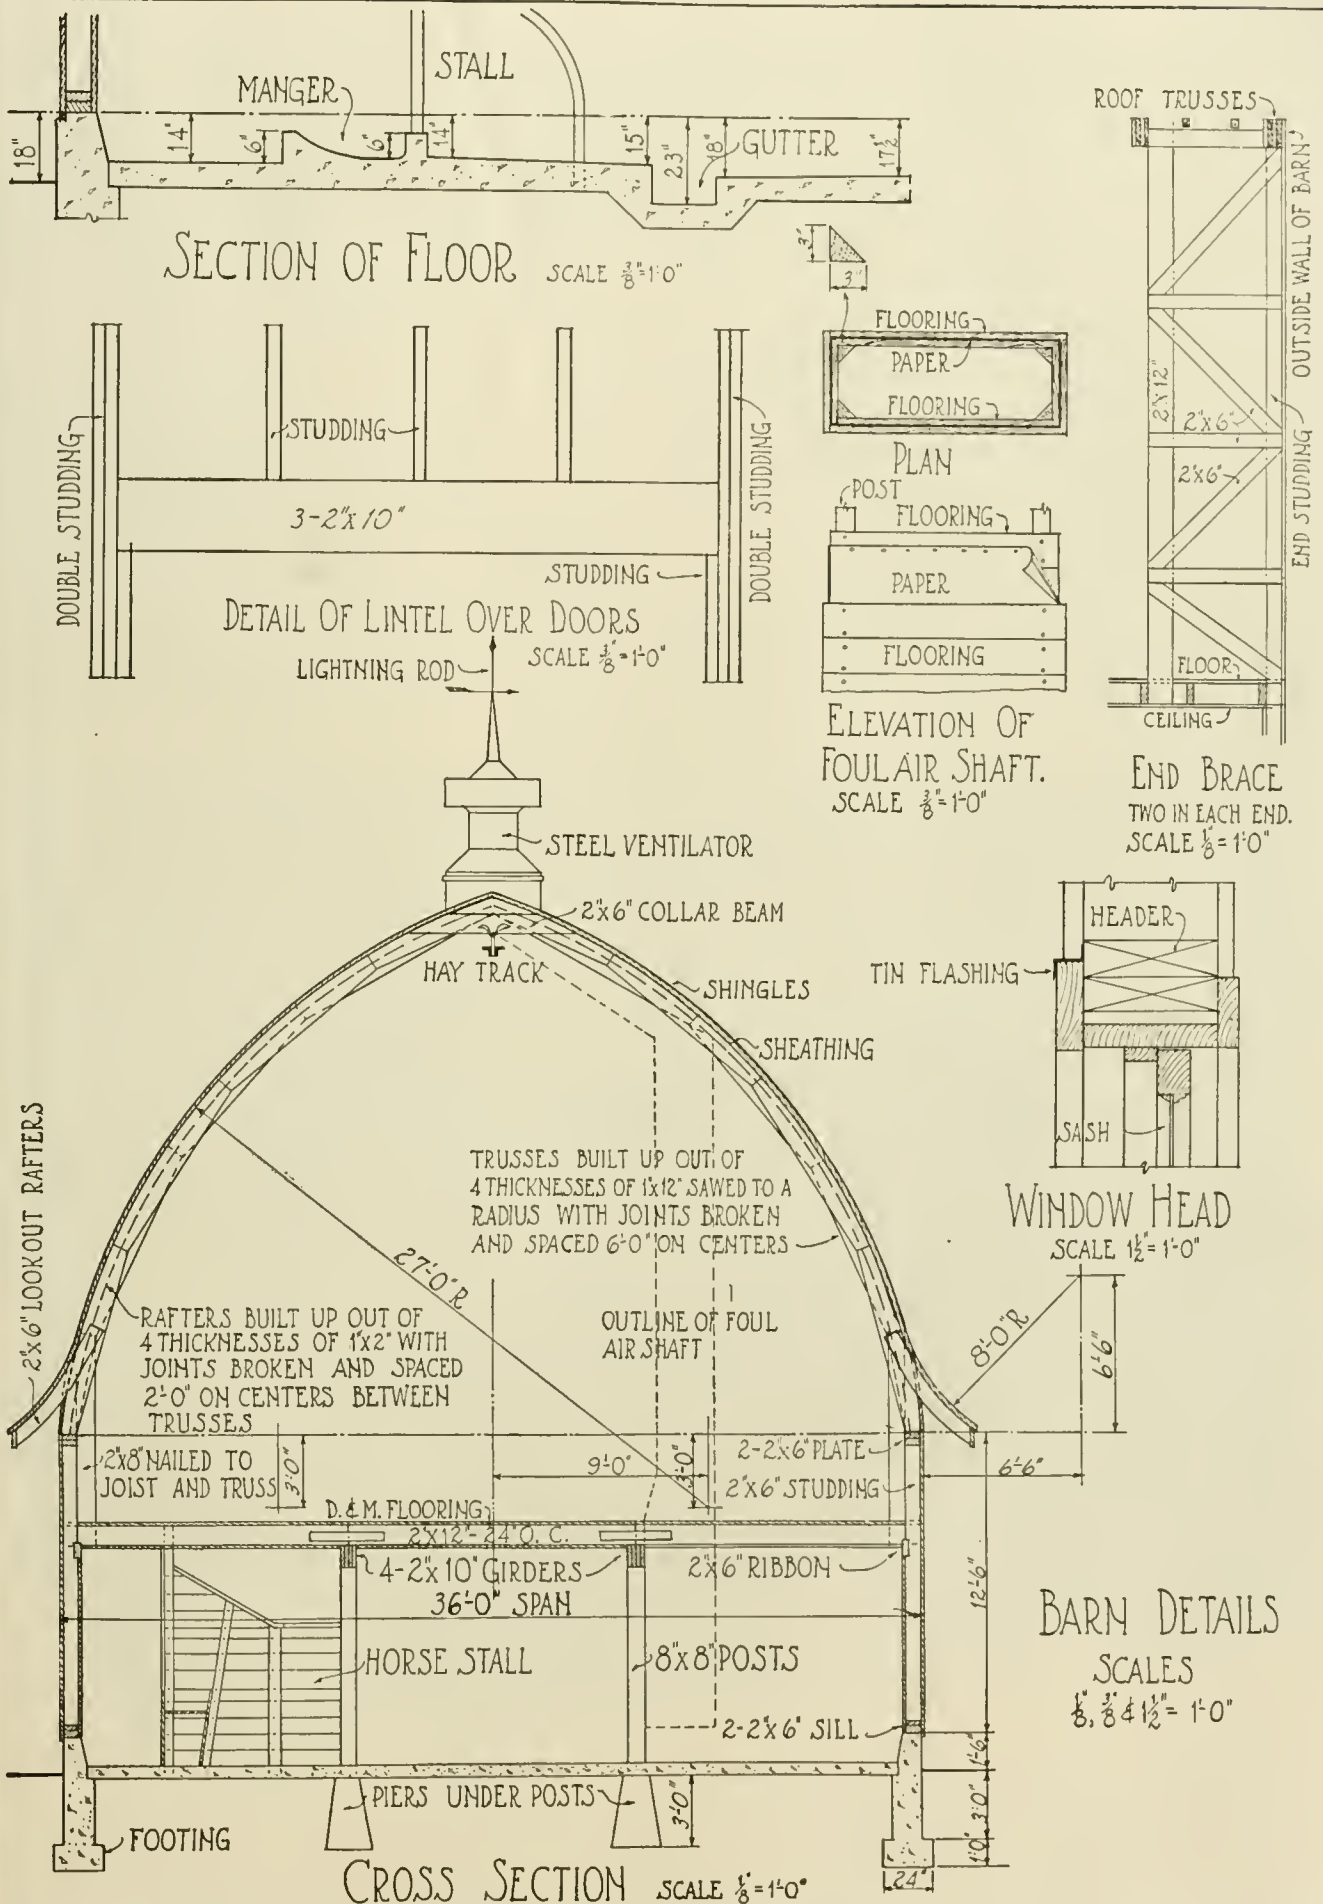 STALL
MANGER
18"
14"
6"
6"
14"
15"
23"
18"
GUTTER
17½"
SECTION OF FLOOR SCALE ⅜"=1'-0"
3"
3"
ROOF TRUSSES
OUTSIDE WALL OF BARN
2"X12"
2"X6"
2"X6"
END STUDDING
FLOOR
CEILING
END BRACE
TWO IN EACH END.
SCALE ⅛"=1'-0"
FLOORING
PAPER
FLOORING
PLAN
POST
FLOORING
PAPER
FLOORING
ELEVATION OF
FOUL AIR SHAFT.
SCALE ⅜"=1'-0"
DOUBLE STUDDING
STUDDING
3-2"X10"
STUDDING
DOUBLE STUDDING
DETAIL OF LINTEL OVER DOORS
SCALE ⅜"=1'-0"
LIGHTNING ROD
STEEL VENTILATOR
2"X6" COLLAR BEAM
HAY TRACK
SHINGLES
SHEATHING
HEADER
TIN FLASHING
SASH
WINDOW HEAD
SCALE 1½"=1'-0"
2"X6" LOOKOUT RAFTERS
TRUSSES BUILT UP OUT OF
4 THICKNESSES OF 1"X12" SAWED TO A
RADIUS WITH JOINTS BROKEN
AND SPACED 6'-0" ON CENTERS
27'-0" R
RAFTERS BUILT UP OUT OF
4 THICKNESSES OF 1"X2" WITH
JOINTS BROKEN AND SPACED
2'-0" ON CENTERS BETWEEN
TRUSSES
OUTLINE OF FOUL
AIR SHAFT
8'-0" R
6'-6"
2"X8" NAILED TO
JOIST AND TRUSS
3'-0"
9'-0"
3'-0"
2-2"X6" PLATE
2"X6" STUDDING
6'-6"
D. & M. FLOORING
2"X12"-24" O. C.
4-2"X10" GIRDERS
2"X6" RIBBON
36'-0" SPAN
12'-6"
HORSE STALL
8"X8" POSTS
2-2"X6" SILL
1'-6"
PIERS UNDER POSTS
3'-0"
3'-0"
FOOTING
1'-0"
24"
CROSS SECTION SCALE ⅛"=1'-0"
BARN DETAILS
SCALES
⅛", ⅜" & 1½" = 1'-0"